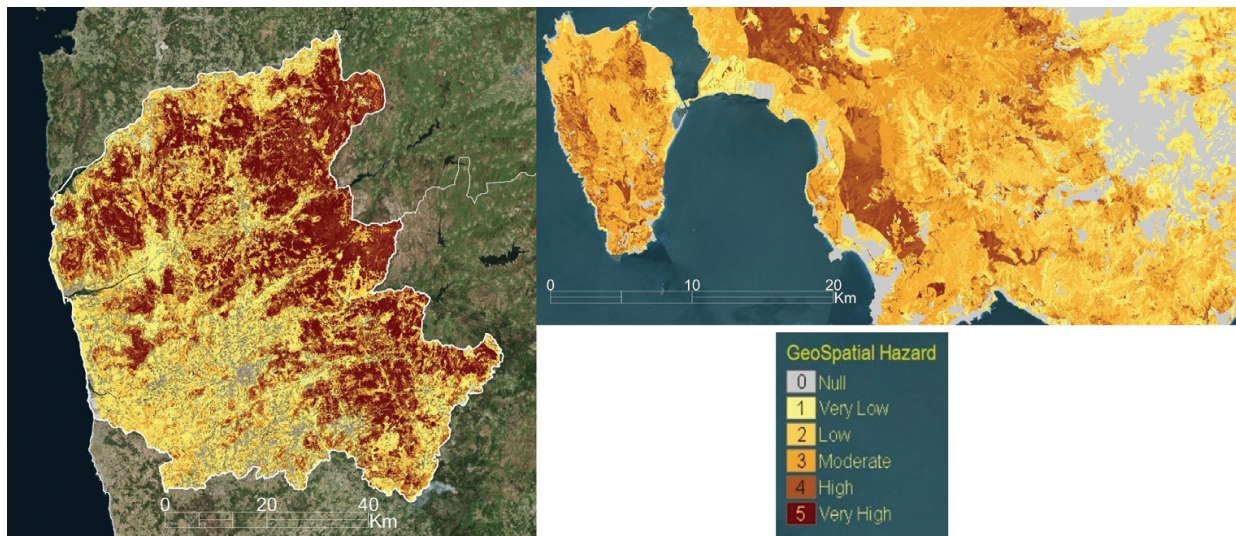 0 20 40
Km
0 10 20
Km
GeoSpatial Hazard
0 Null
1 Very Low
2 Low
3 Moderate
4 High
5 Very High